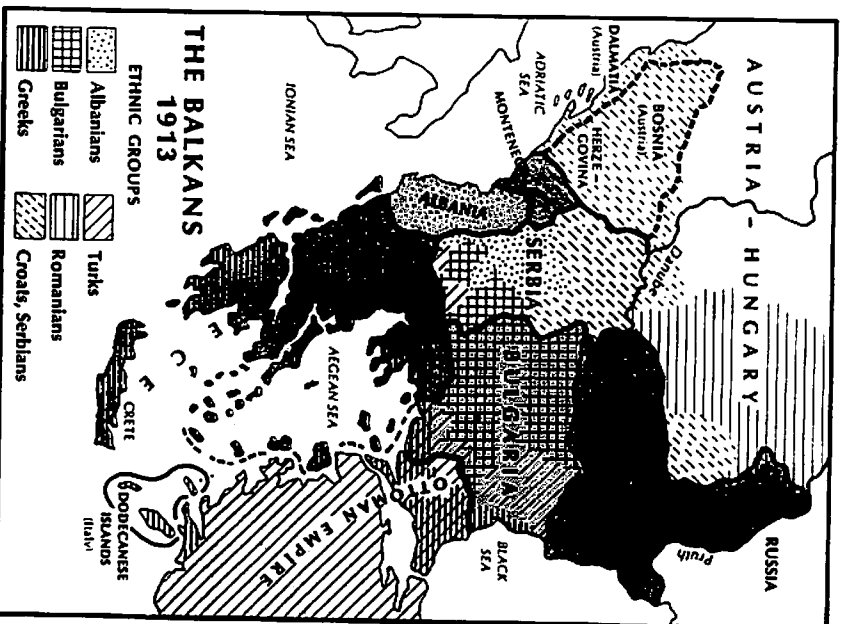 AUSTRIA - HUNGARY
RUSSIA
Pruth
DALMATIA
(Austria)
BOSNIA
(Austria)
HERZE-
GOVINA
Danube
ADRIATIC
SEA
SERBIA
BULGARIA
BLACK
SEA
ALBANIA
IONIAN SEA
AEGEAN SEA
OTTOMAN EMPIRE
CRETE
DODECANESE
ISLANDS
(Italy)
THE BALKANS
1913
ETHNIC GROUPS
Albanians
Bulgarians
Greeks
Turks
Romanians
Croats, Serbians